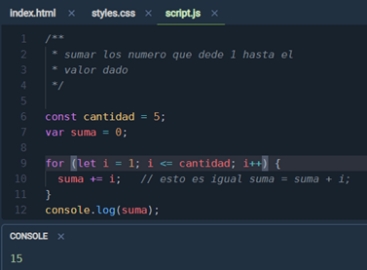 index.html × styles.css × script.js ×
1 /**
2 * sumar los numero que dede 1 hasta el
3 * valor dado
4 */
5
6 const cantidad = 5;
7 var suma = 0;
8
9 for (let i = 1; i <= cantidad; i++) {
10 suma += i; // esto es igual suma = suma + i;
11 }
12 console.log(suma);
CONSOLE ×
15